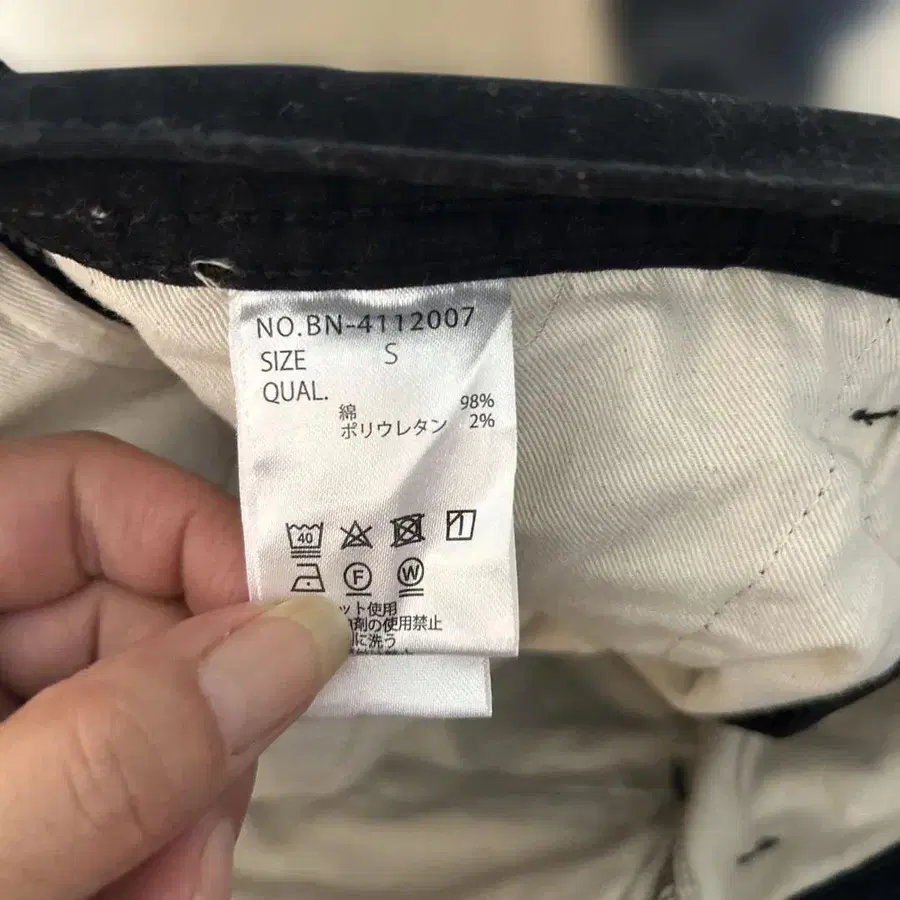 NO.BN-4112007
SIZE S
QUAL.
綿 98%
ポリウレタン 2%
40
F W
ット使用
剤の使用禁止
に洗う